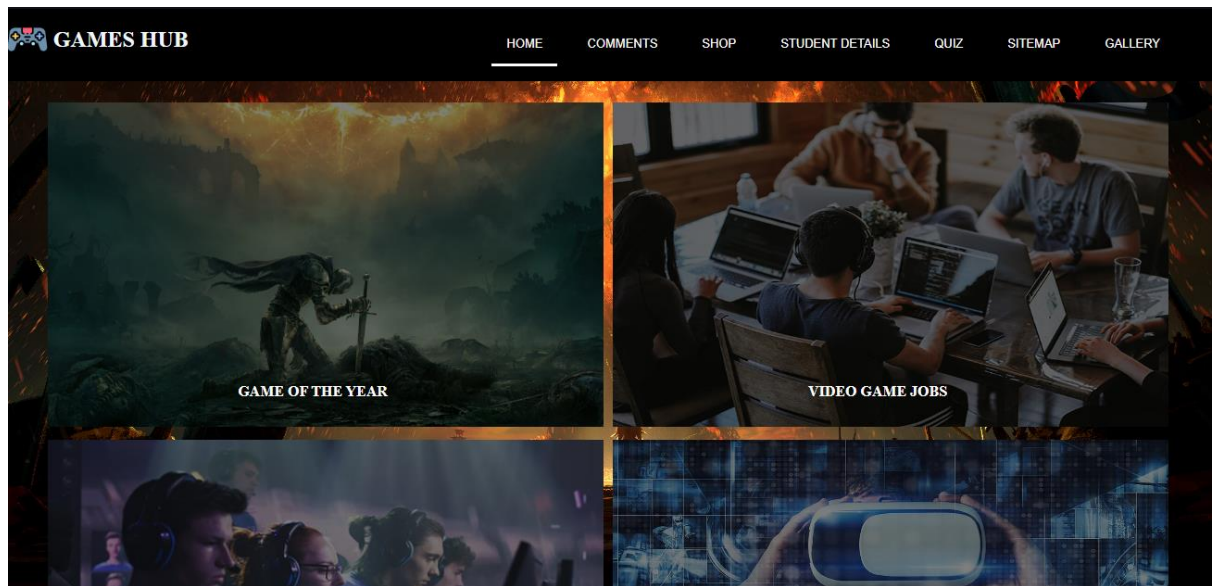 GAMES HUB
HOME COMMENTS SHOP STUDENT DETAILS QUIZ SITEMAP GALLERY
GAME OF THE YEAR
VIDEO GAME JOBS